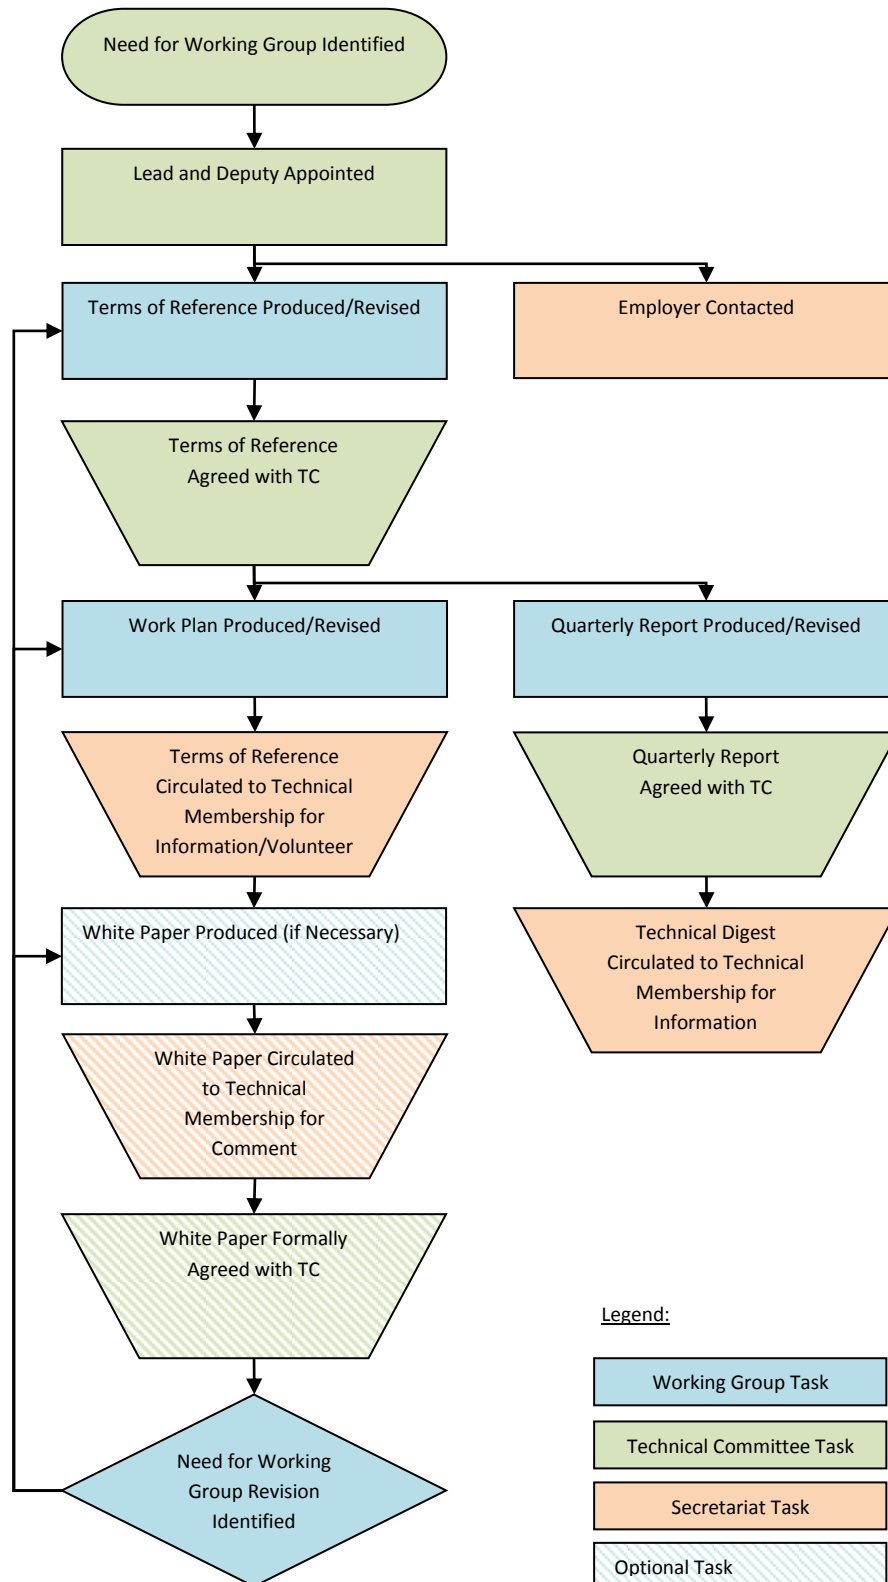 Need for Working Group Identified
Lead and Deputy Appointed
Terms of Reference Produced/Revised
Employer Contacted
Terms of Reference
Agreed with TC
Work Plan Produced/Revised
Quarterly Report Produced/Revised
Terms of Reference
Circulated to Technical
Membership for
Information/Volunteer
Quarterly Report
Agreed with TC
White Paper Produced (if Necessary)
Technical Digest
Circulated to Technical
Membership for
Information
White Paper Circulated
to Technical
Membership for
Comment
White Paper Formally
Agreed with TC
Need for Working
Group Revision
Identified
Legend:
Working Group Task
Technical Committee Task
Secretariat Task
Optional Task